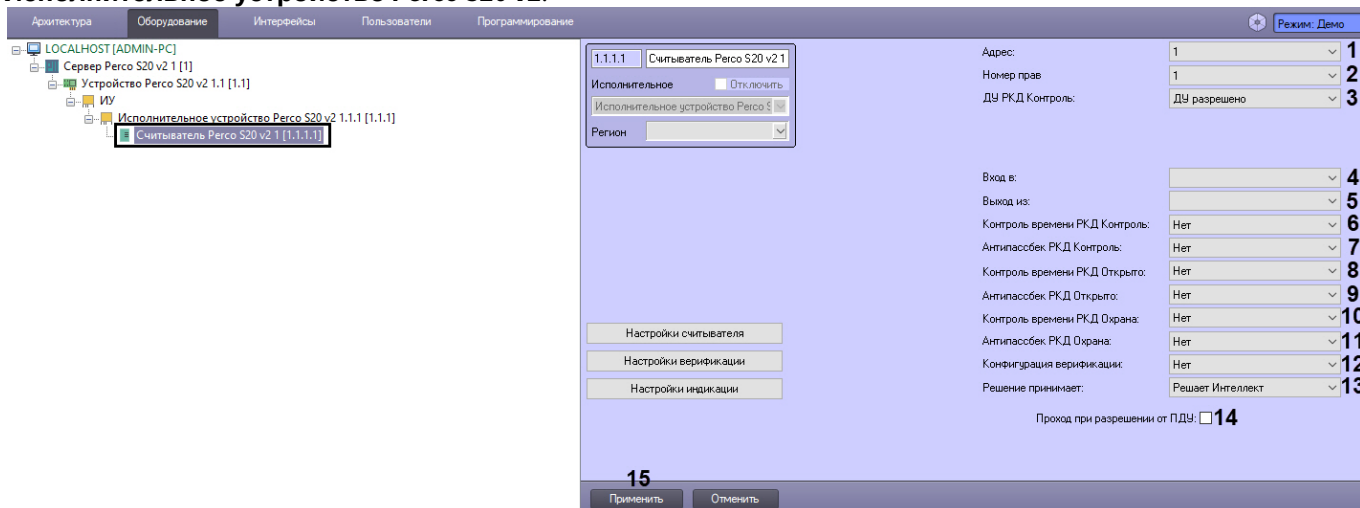 Исполнительное устройство Perco S20 v2.
Архитектура Оборудование Интерфейсы Пользователи Программирование Режим: Демо
LOCALHOST [ADMIN-PC]
Сервер Perco S20 v2 1 [1]
Устройство Perco S20 v2 1.1 [1.1]
ИУ
Исполнительное устройство Perco S20 v2 1.1.1 [1.1.1]
Считыватель Perco S20 v2 1 [1.1.1.1]
1.1.1.1 Считыватель Perco S20 v2 1
Исполнительное Отключить
Исполнительное устройство Perco S
Регион
Настройки считывателя
Настройки верификации
Настройки индикации
Адрес: 1 1
Номер прав 1 2
ДУ РКД Контроль: ДУ разрешено 3
Вход в: 4
Выход из: 5
Контроль времени РКД Контроль: Нет 6
Антипассбек РКД Контроль: Нет 7
Контроль времени РКД Открыто: Нет 8
Антипассбек РКД Открыто: Нет 9
Контроль времени РКД Охрана: Нет 10
Антипассбек РКД Охрана: Нет 11
Конфигурация верификации: Нет 12
Решение принимает: Решает Интеллект 13
Проход при разрешении от ПДУ: 14
15
Применить Отменить